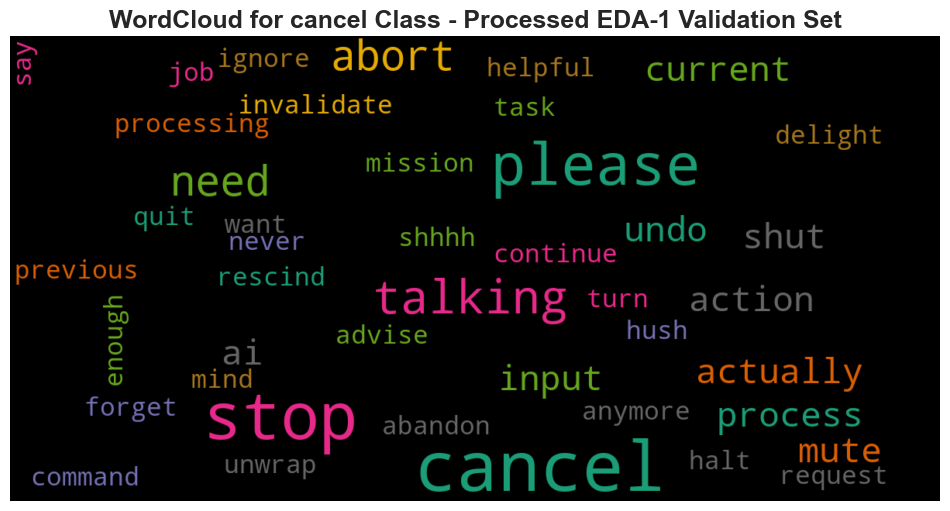 WordCloud for cancel Class - Processed EDA-1 Validation Set
say
job
ignore
abort
helpful
current
invalidate
task
processing
delight
mission
please
need
quit
want
never
shhhh
undo
shut
continue
previous
rescind
talking
turn
action
enough
advise
hush
ai
mind
input
actually
forget
stop
abandon
anymore
process
command
unwrap
cancel
halt
mute
request